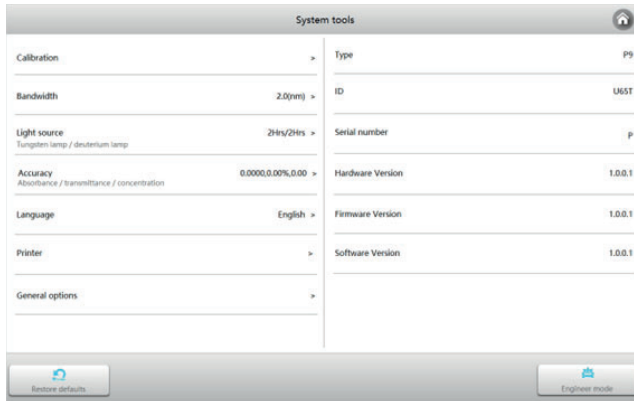 System tools
Calibration >
Bandwidth 2.0(nm) >
Light source 2Hrs/2Hrs >
Tungsten lamp / deuterium lamp
Accuracy 0.0000,0.00%,0.00 >
Absorbance / transmittance / concentration
Language English >
Printer >
General options >
Type P9
ID U65T
Serial number P
Hardware Version 1.0.0.1
Firmware Version 1.0.0.1
Software Version 1.0.0.1
Restore defaults
Engineer mode